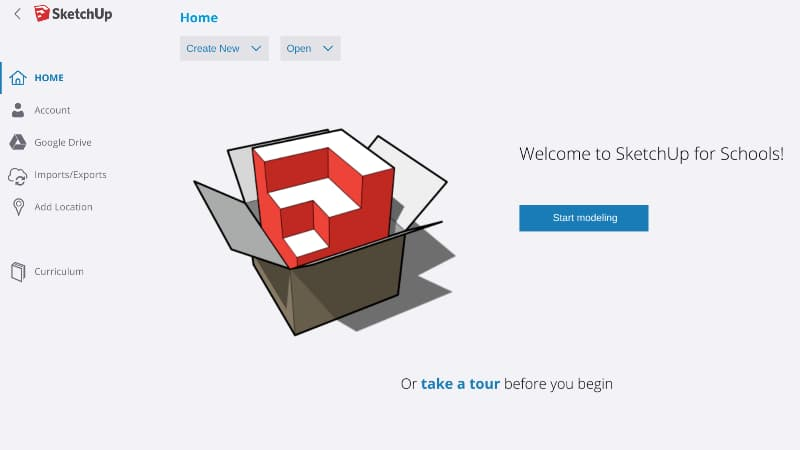 SketchUp
Home
Create New
Open
HOME
Account
Google Drive
Imports/Exports
Add Location
Curriculum
Welcome to SketchUp for Schools!
Start modeling
Or take a tour before you begin